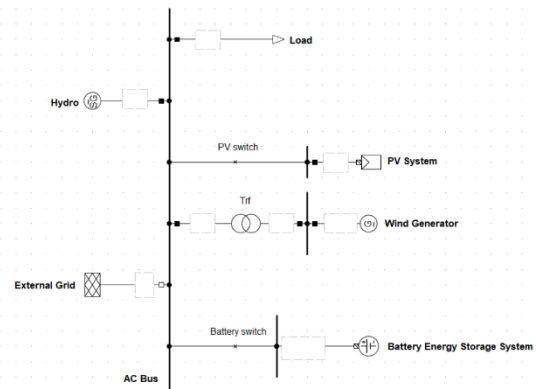 Load
Hydro
SG
PV switch
PV System
Trf
G
Wind Generator
External Grid
Battery switch
Battery Energy Storage System
AC Bus